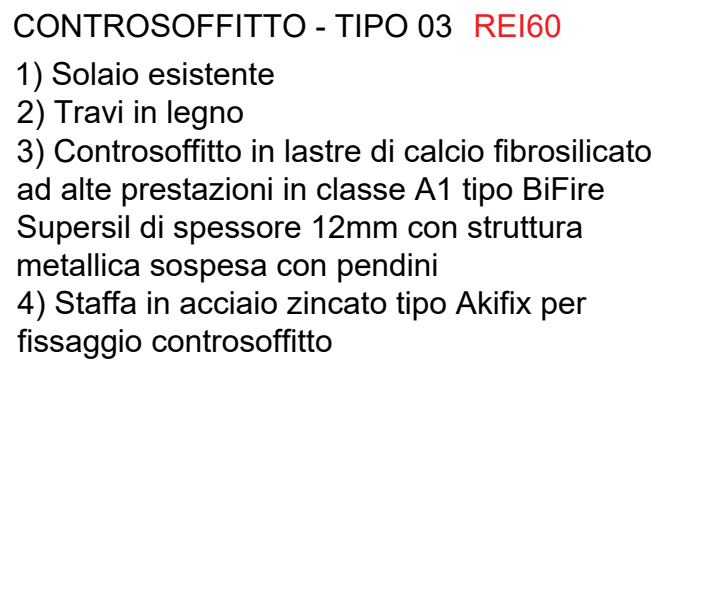 CONTROSOFFITTO - TIPO 03 REI60
1) Solaio esistente
2) Travi in legno
3) Controsoffitto in lastre di calcio fibrosilicato
ad alte prestazioni in classe A1 tipo BiFire
Supersil di spessore 12mm con struttura
metallica sospesa con pendini
4) Staffa in acciaio zincato tipo Akifix per
fissaggio controsoffitto